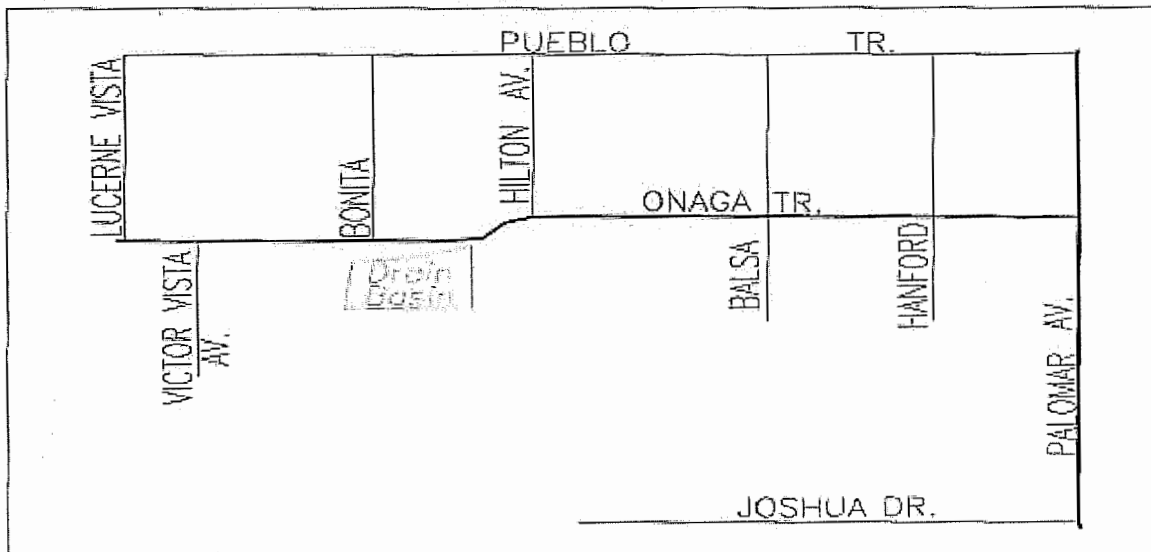 PUEBLO TR.
LUCERNE VISTA
BONITA
HILTON AV.
ONAGA TR.
VICTOR VISTA
AV.
Drain
Basin
BALSA
HANFORD
PALOMAR AV.
JOSHUA DR.